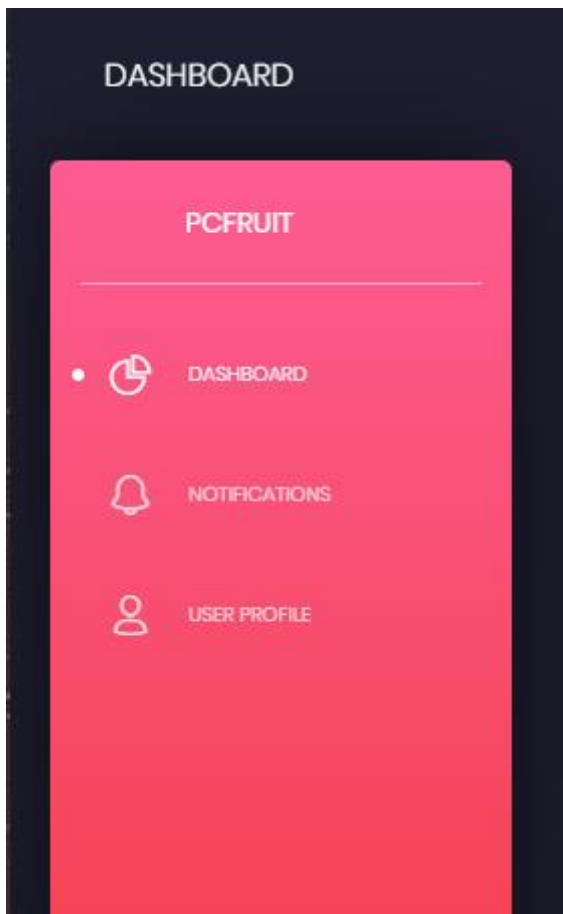 DASHBOARD
PCFRUIT
DASHBOARD
NOTIFICATIONS
USER PROFILE